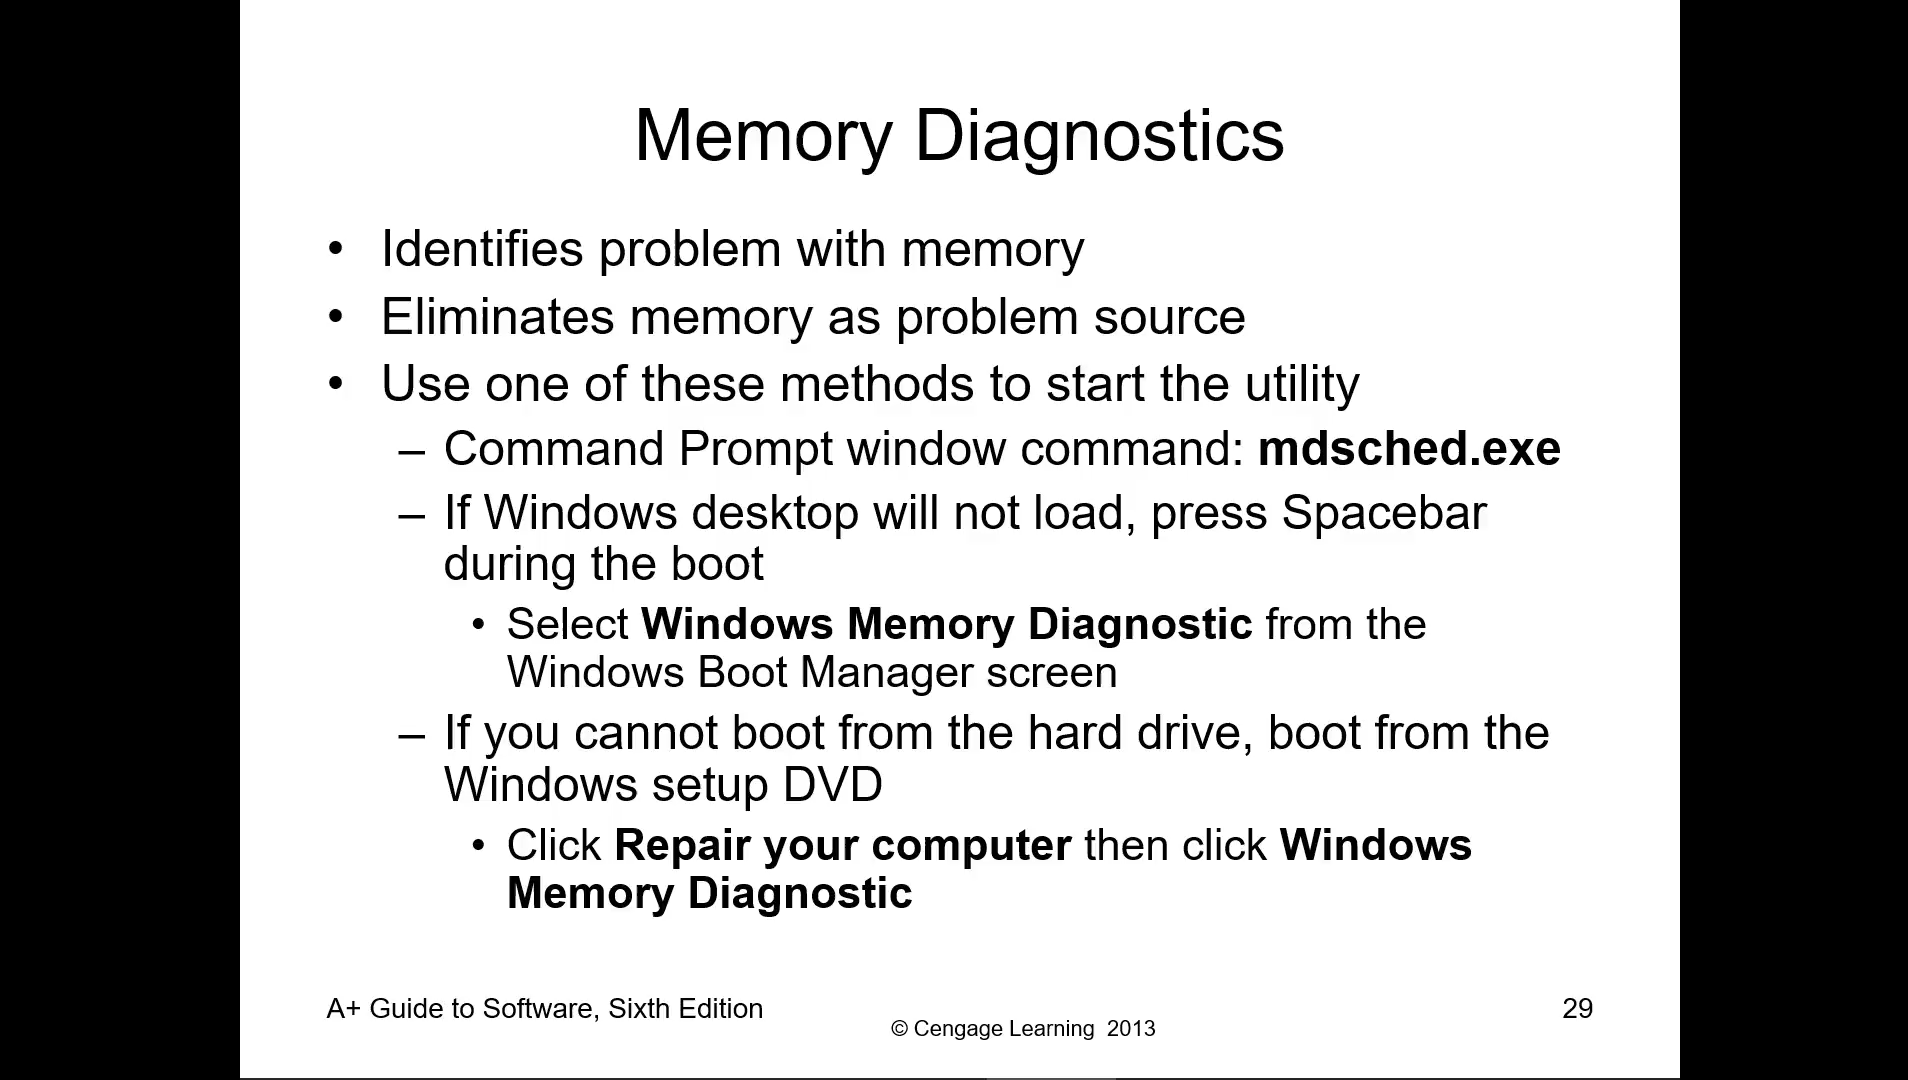 Memory Diagnostics
• Identifies problem with memory
• Eliminates memory as problem source
• Use one of these methods to start the utility
– Command Prompt window command: mdsched.exe
– If Windows desktop will not load, press Spacebar
during the boot
• Select Windows Memory Diagnostic from the
Windows Boot Manager screen
– If you cannot boot from the hard drive, boot from the
Windows setup DVD
• Click Repair your computer then click Windows
Memory Diagnostic
A+ Guide to Software, Sixth Edition
© Cengage Learning 2013
29